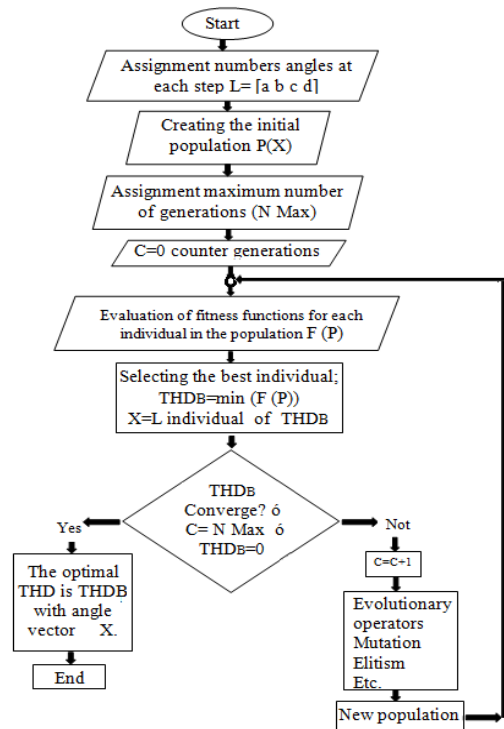 Start
Assignment numbers angles at
each step L= [a b c d]
Creating the initial
population P(X)
Assignment maximum number
of generations (N Max)
C=0 counter generations
Evaluation of fitness functions for each
individual in the population F (P)
Selecting the best individual;
THDB=min (F (P))
X=L individual of THDB
THDB
Converge? ó
C= N Max ó
THDB=0
Yes
Not
The optimal
THD is THDB
with angle
vector X.
End
C=C+1
Evolutionary
operators
Mutation
Elitism
Etc.
New population